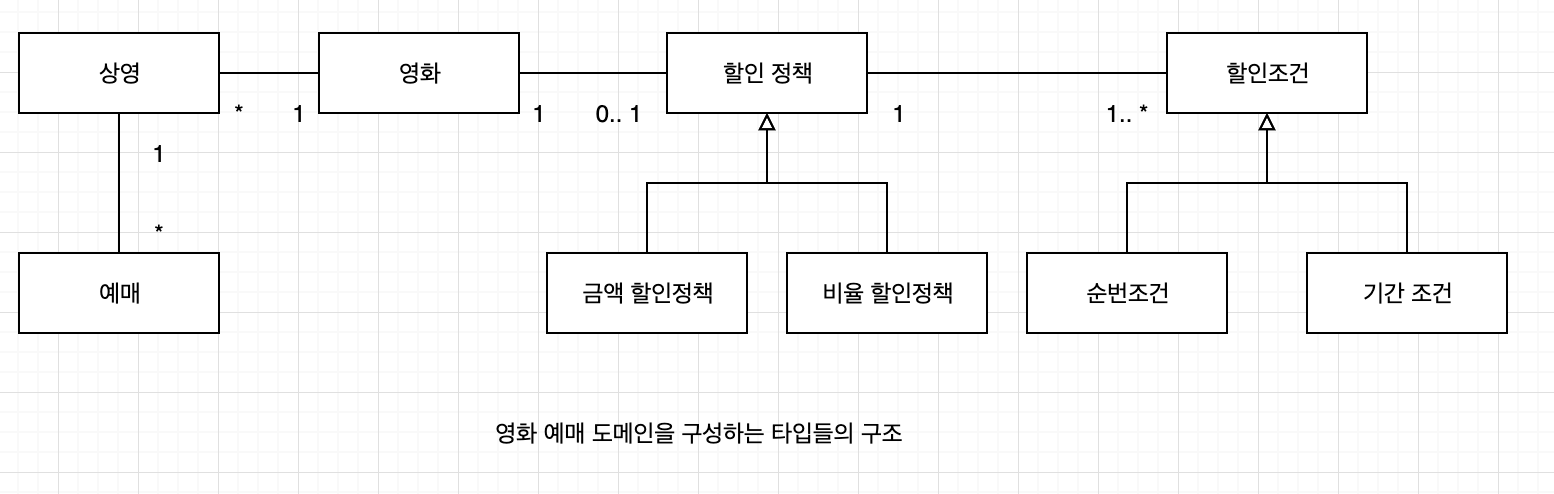 상영
영화
할인 정책
할인조건
* 1 1 0.. 1 1 1.. *
1
*
예매
금액 할인정책
비율 할인정책
순번조건
기간 조건
영화 예매 도메인을 구성하는 타입들의 구조